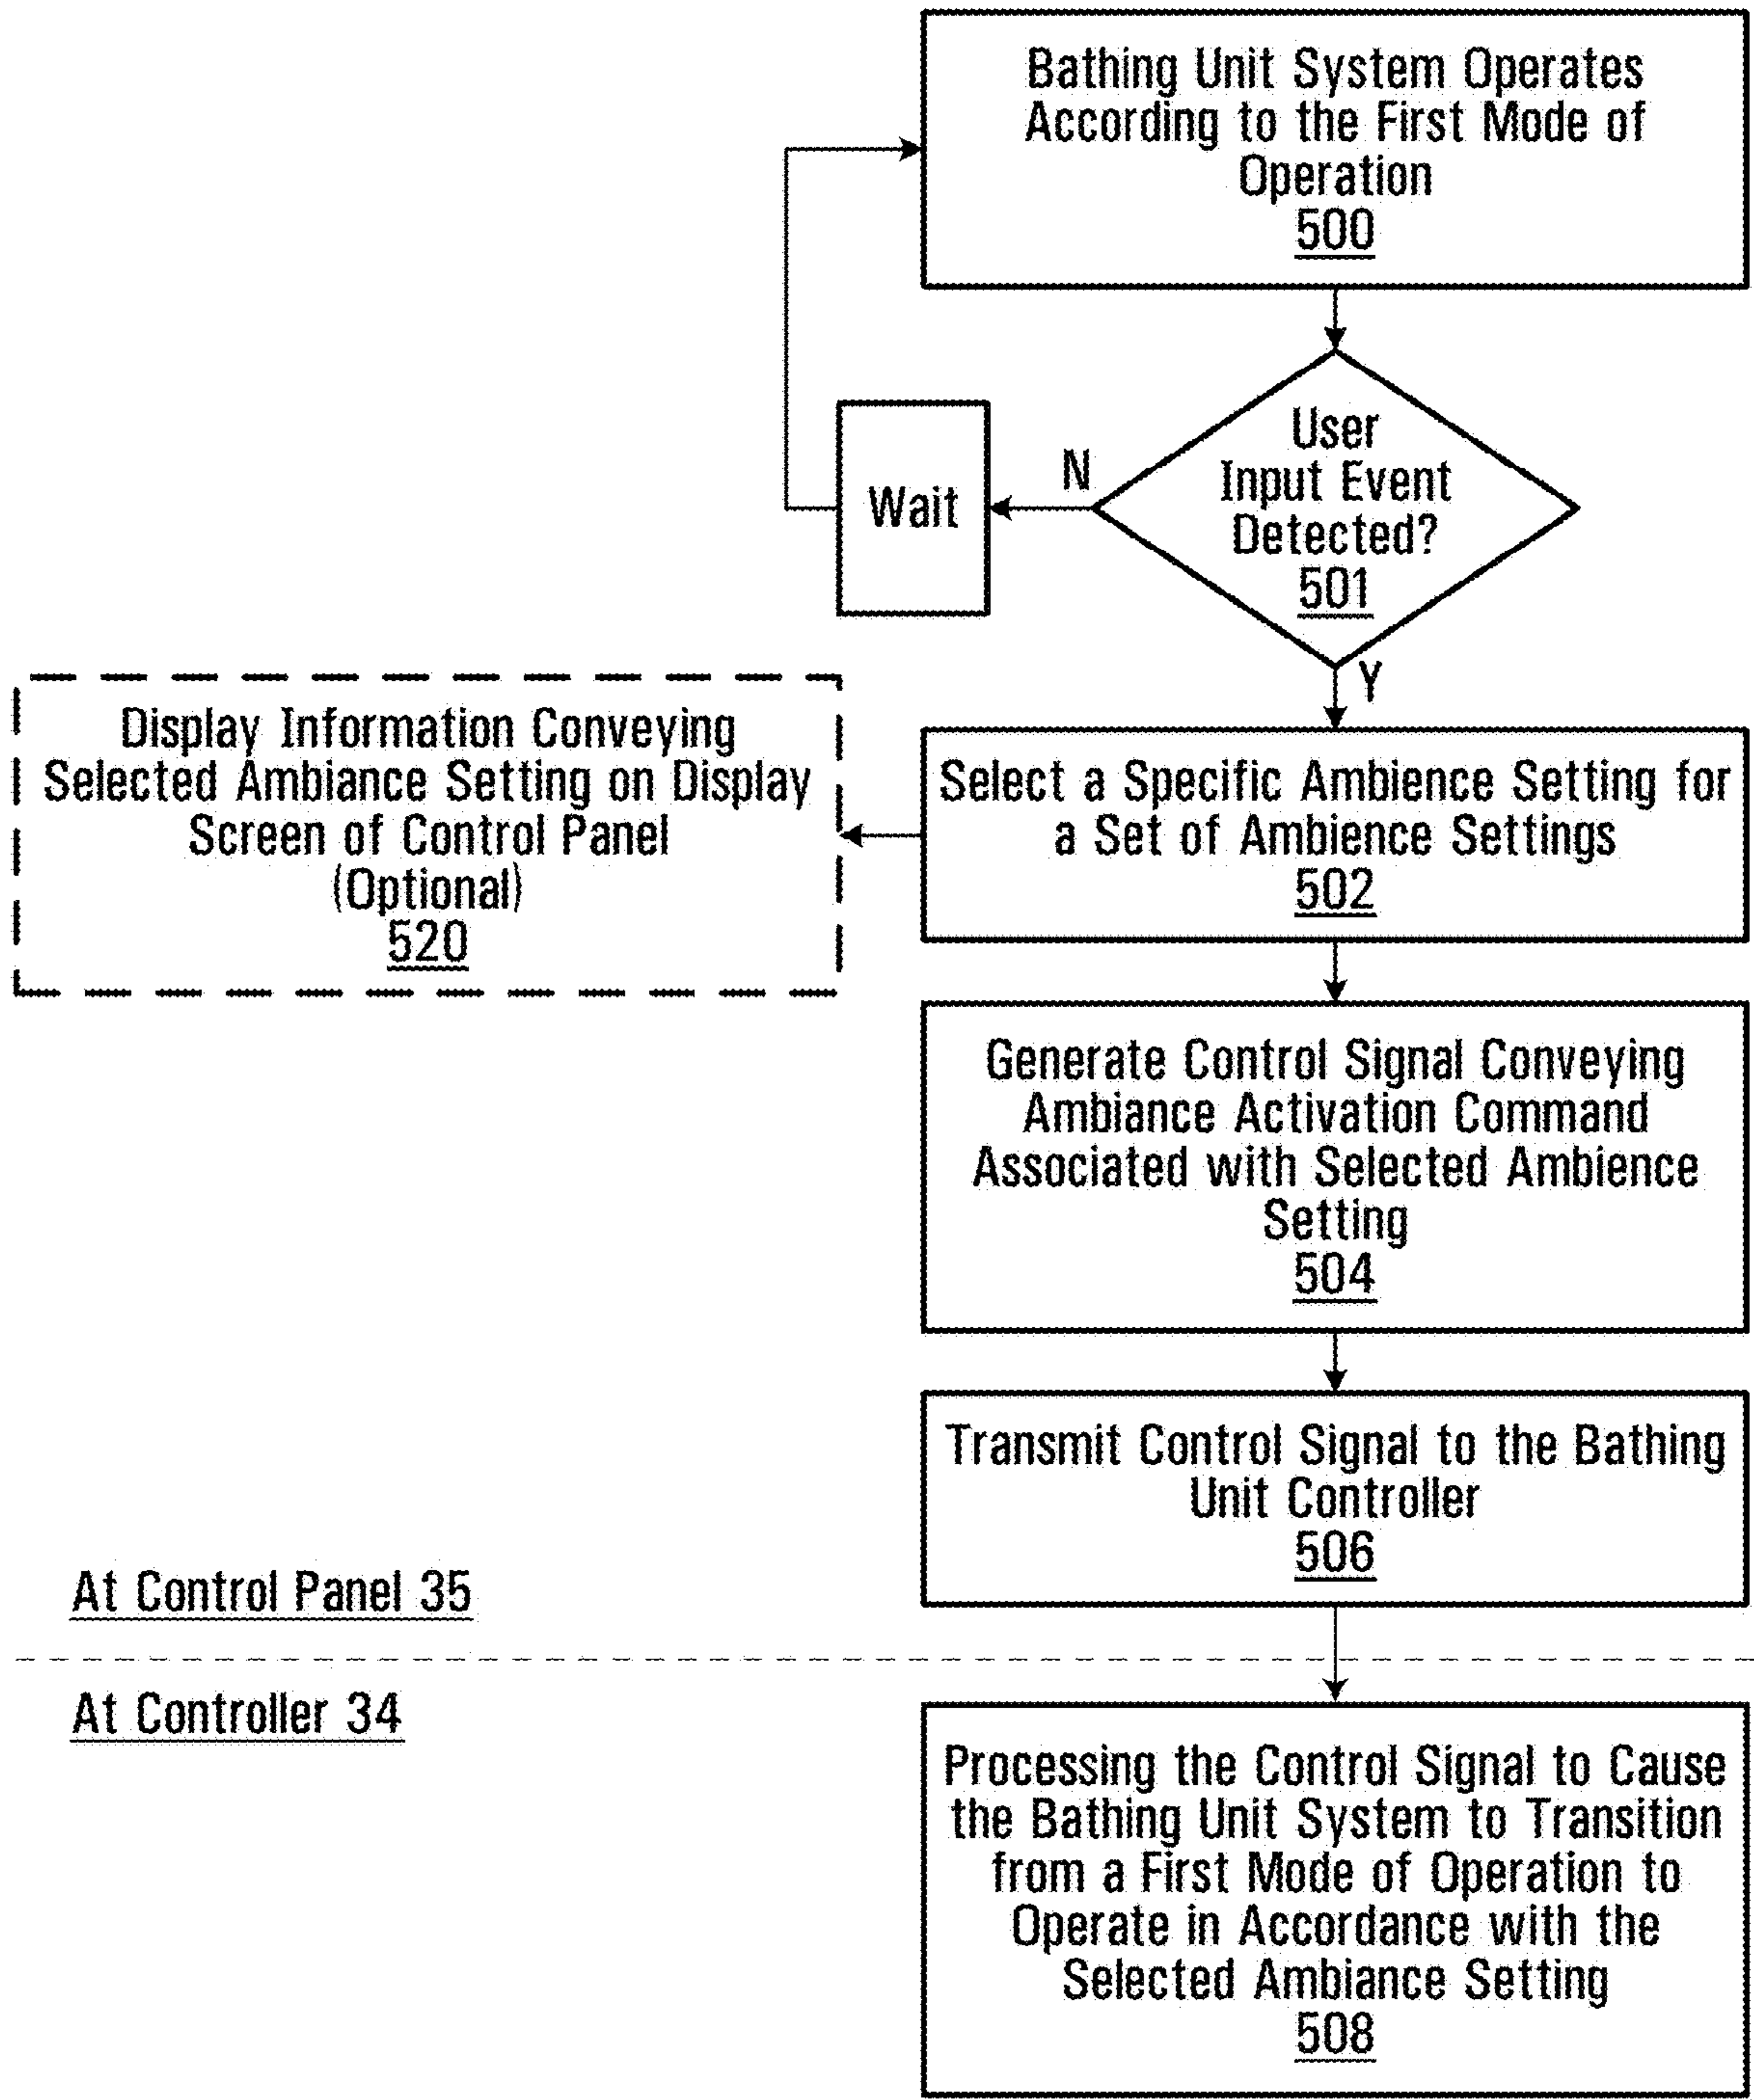 Bathing Unit System Operates
According to the First Mode of
Operation
500
User
Input Event
Detected?
501
N
Wait
Y
Display Information Conveying
Selected Ambiance Setting on Display
Screen of Control Panel
(Optional)
520
Select a Specific Ambience Setting for
a Set of Ambience Settings
502
Generate Control Signal Conveying
Ambiance Activation Command
Associated with Selected Ambience
Setting
504
Transmit Control Signal to the Bathing
Unit Controller
506
At Control Panel 35
At Controller 34
Processing the Control Signal to Cause
the Bathing Unit System to Transition
from a First Mode of Operation to
Operate in Accordance with the
Selected Ambiance Setting
508